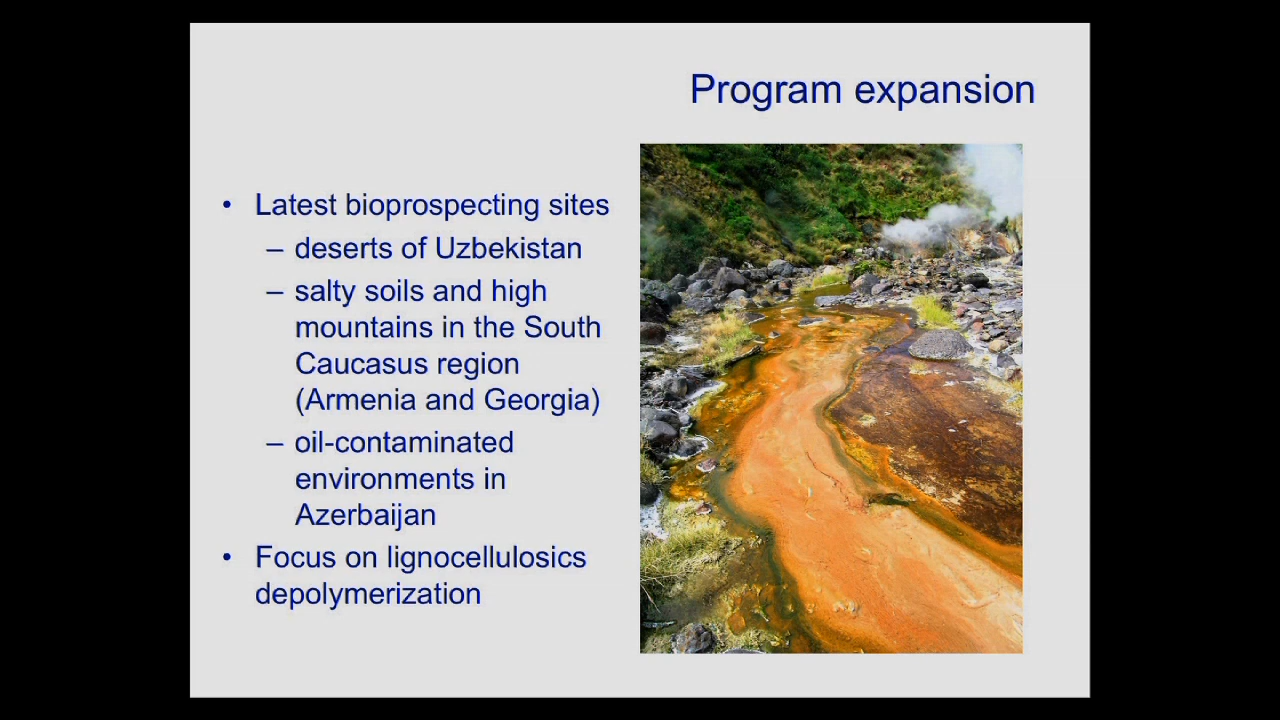 Program expansion
• Latest bioprospecting sites
– deserts of Uzbekistan
– salty soils and high
mountains in the South
Caucasus region
(Armenia and Georgia)
– oil-contaminated
environments in
Azerbaijan
• Focus on lignocellulosics
depolymerization